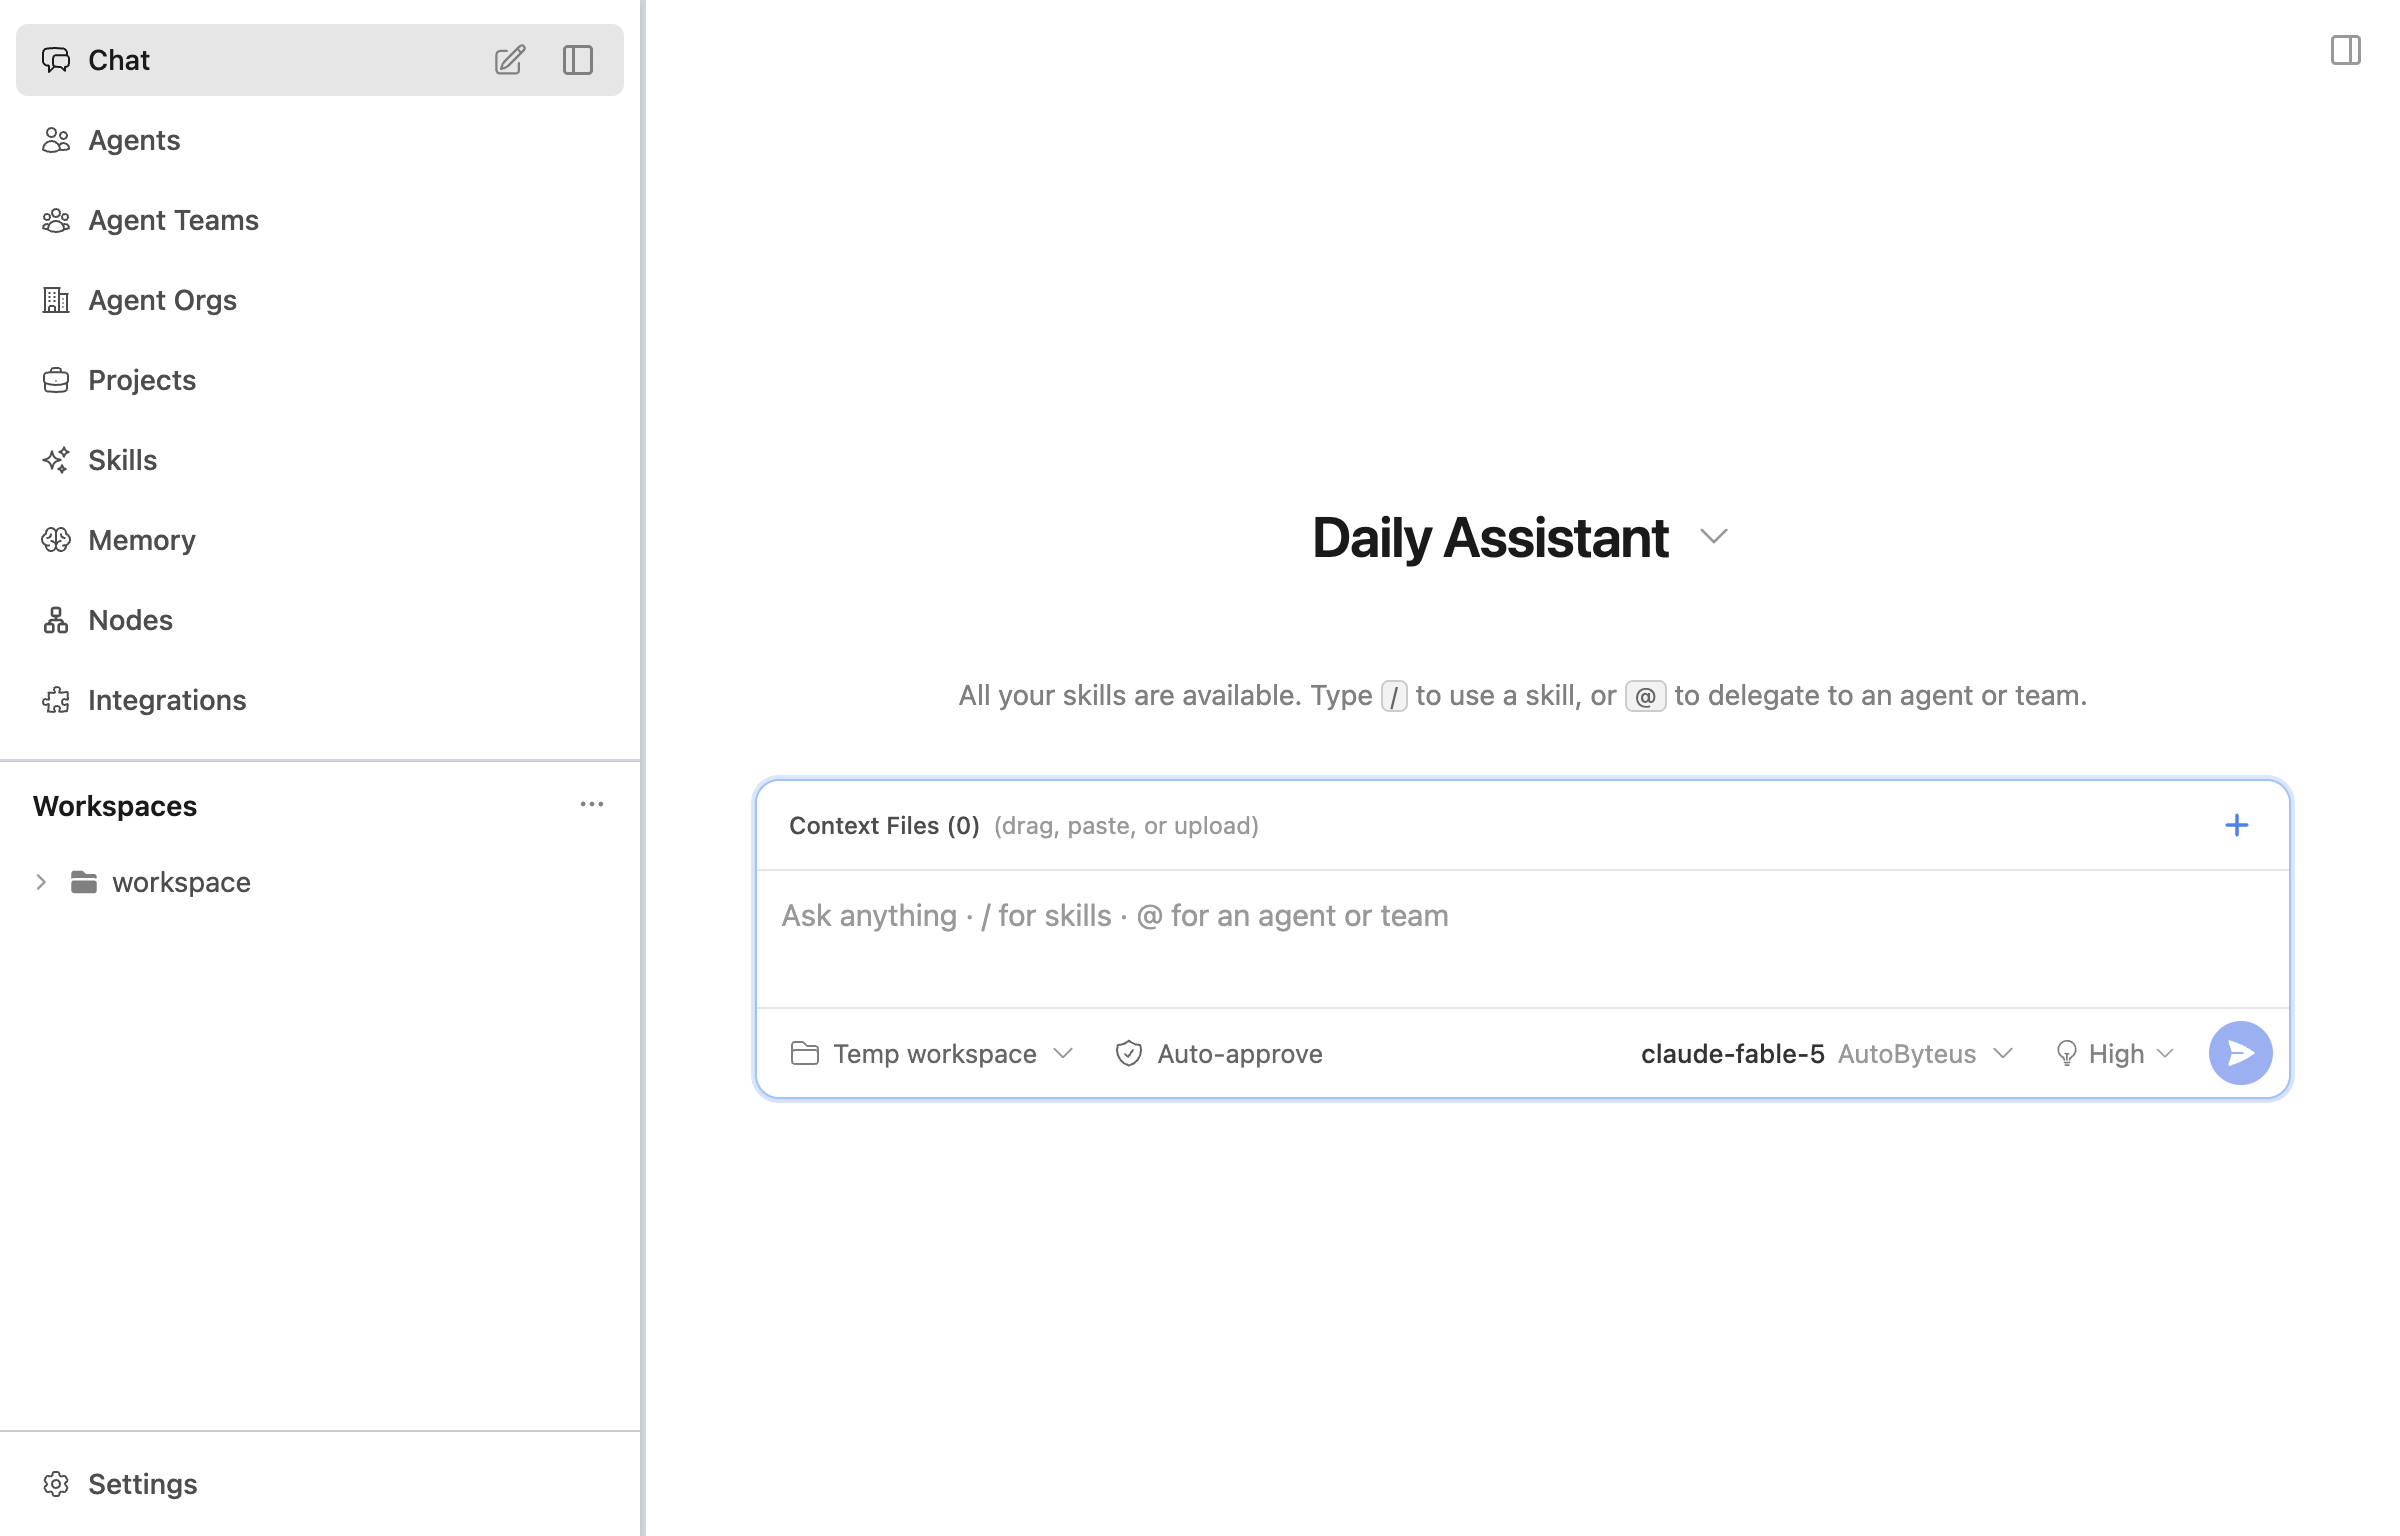 Chat
Agents
Agent Teams
Agent Orgs
Projects
Skills
Memory
Nodes
Integrations
Workspaces
workspace
Settings
Daily Assistant
All your skills are available. Type / to use a skill, or @ to delegate to an agent or team.
Context Files (0) (drag, paste, or upload)
Ask anything · / for skills · @ for an agent or team
Temp workspace Auto-approve claude-fable-5 AutoByteus High